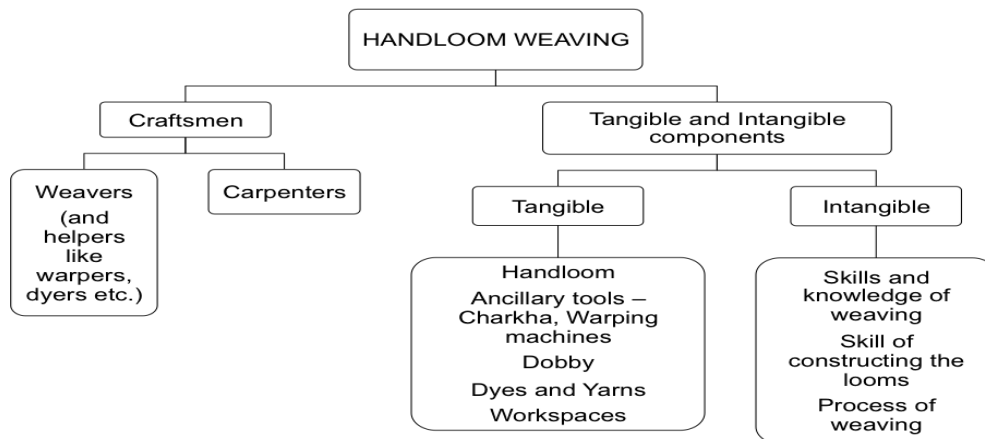 HANDLOOM WEAVING
Craftsmen
Tangible and Intangible
components
Weavers
(and
helpers
like
warpers,
dyers etc.)
Carpenters
Tangible
Intangible
Handloom
Ancillary tools –
Charkha, Warping
machines
Dobby
Dyes and Yarns
Workspaces
Skills and
knowledge of
weaving
Skill of
constructing the
looms
Process of
weaving